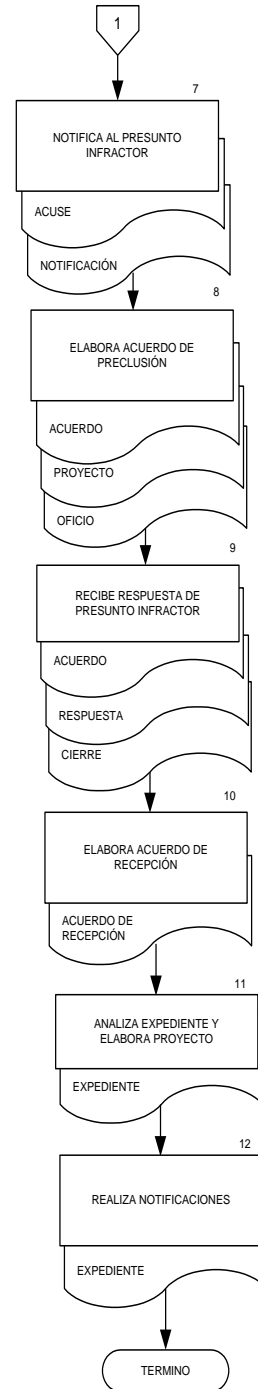 1
7
NOTIFICA AL PRESUNTO
INFRACTOR
ACUSE
NOTIFICACIÓN
8
ELABORA ACUERDO DE
PRECLUSIÓN
ACUERDO
PROYECTO
OFICIO
9
RECIBE RESPUESTA DE
PRESUNTO INFRACTOR
ACUERDO
RESPUESTA
CIERRE
10
ELABORA ACUERDO DE
RECEPCIÓN
ACUERDO DE
RECEPCIÓN
11
ANALIZA EXPEDIENTE Y
ELABORA PROYECTO
EXPEDIENTE
12
REALIZA NOTIFICACIONES
EXPEDIENTE
TERMINO